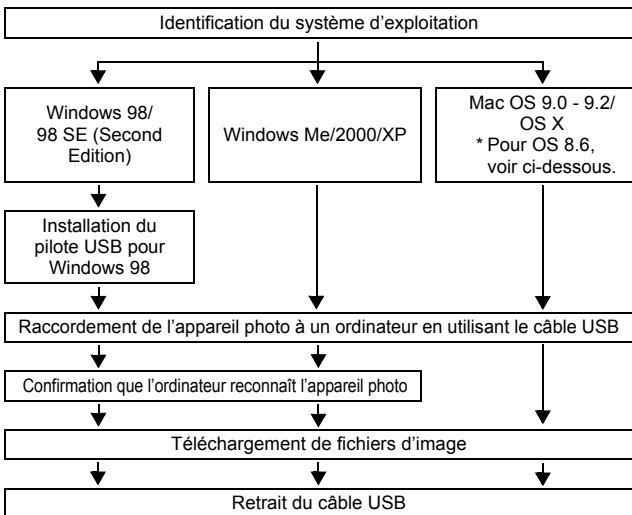 Identification du système d'exploitation
Windows 98/
98 SE (Second
Edition)
Windows Me/2000/XP
Mac OS 9.0 - 9.2/
OS X
* Pour OS 8.6,
voir ci-dessous.
Installation du
pilote USB pour
Windows 98
Raccordement de l'appareil photo à un ordinateur en utilisant le câble USB
Confirmation que l'ordinateur reconnaît l'appareil photo
Téléchargement de fichiers d'image
Retrait du câble USB